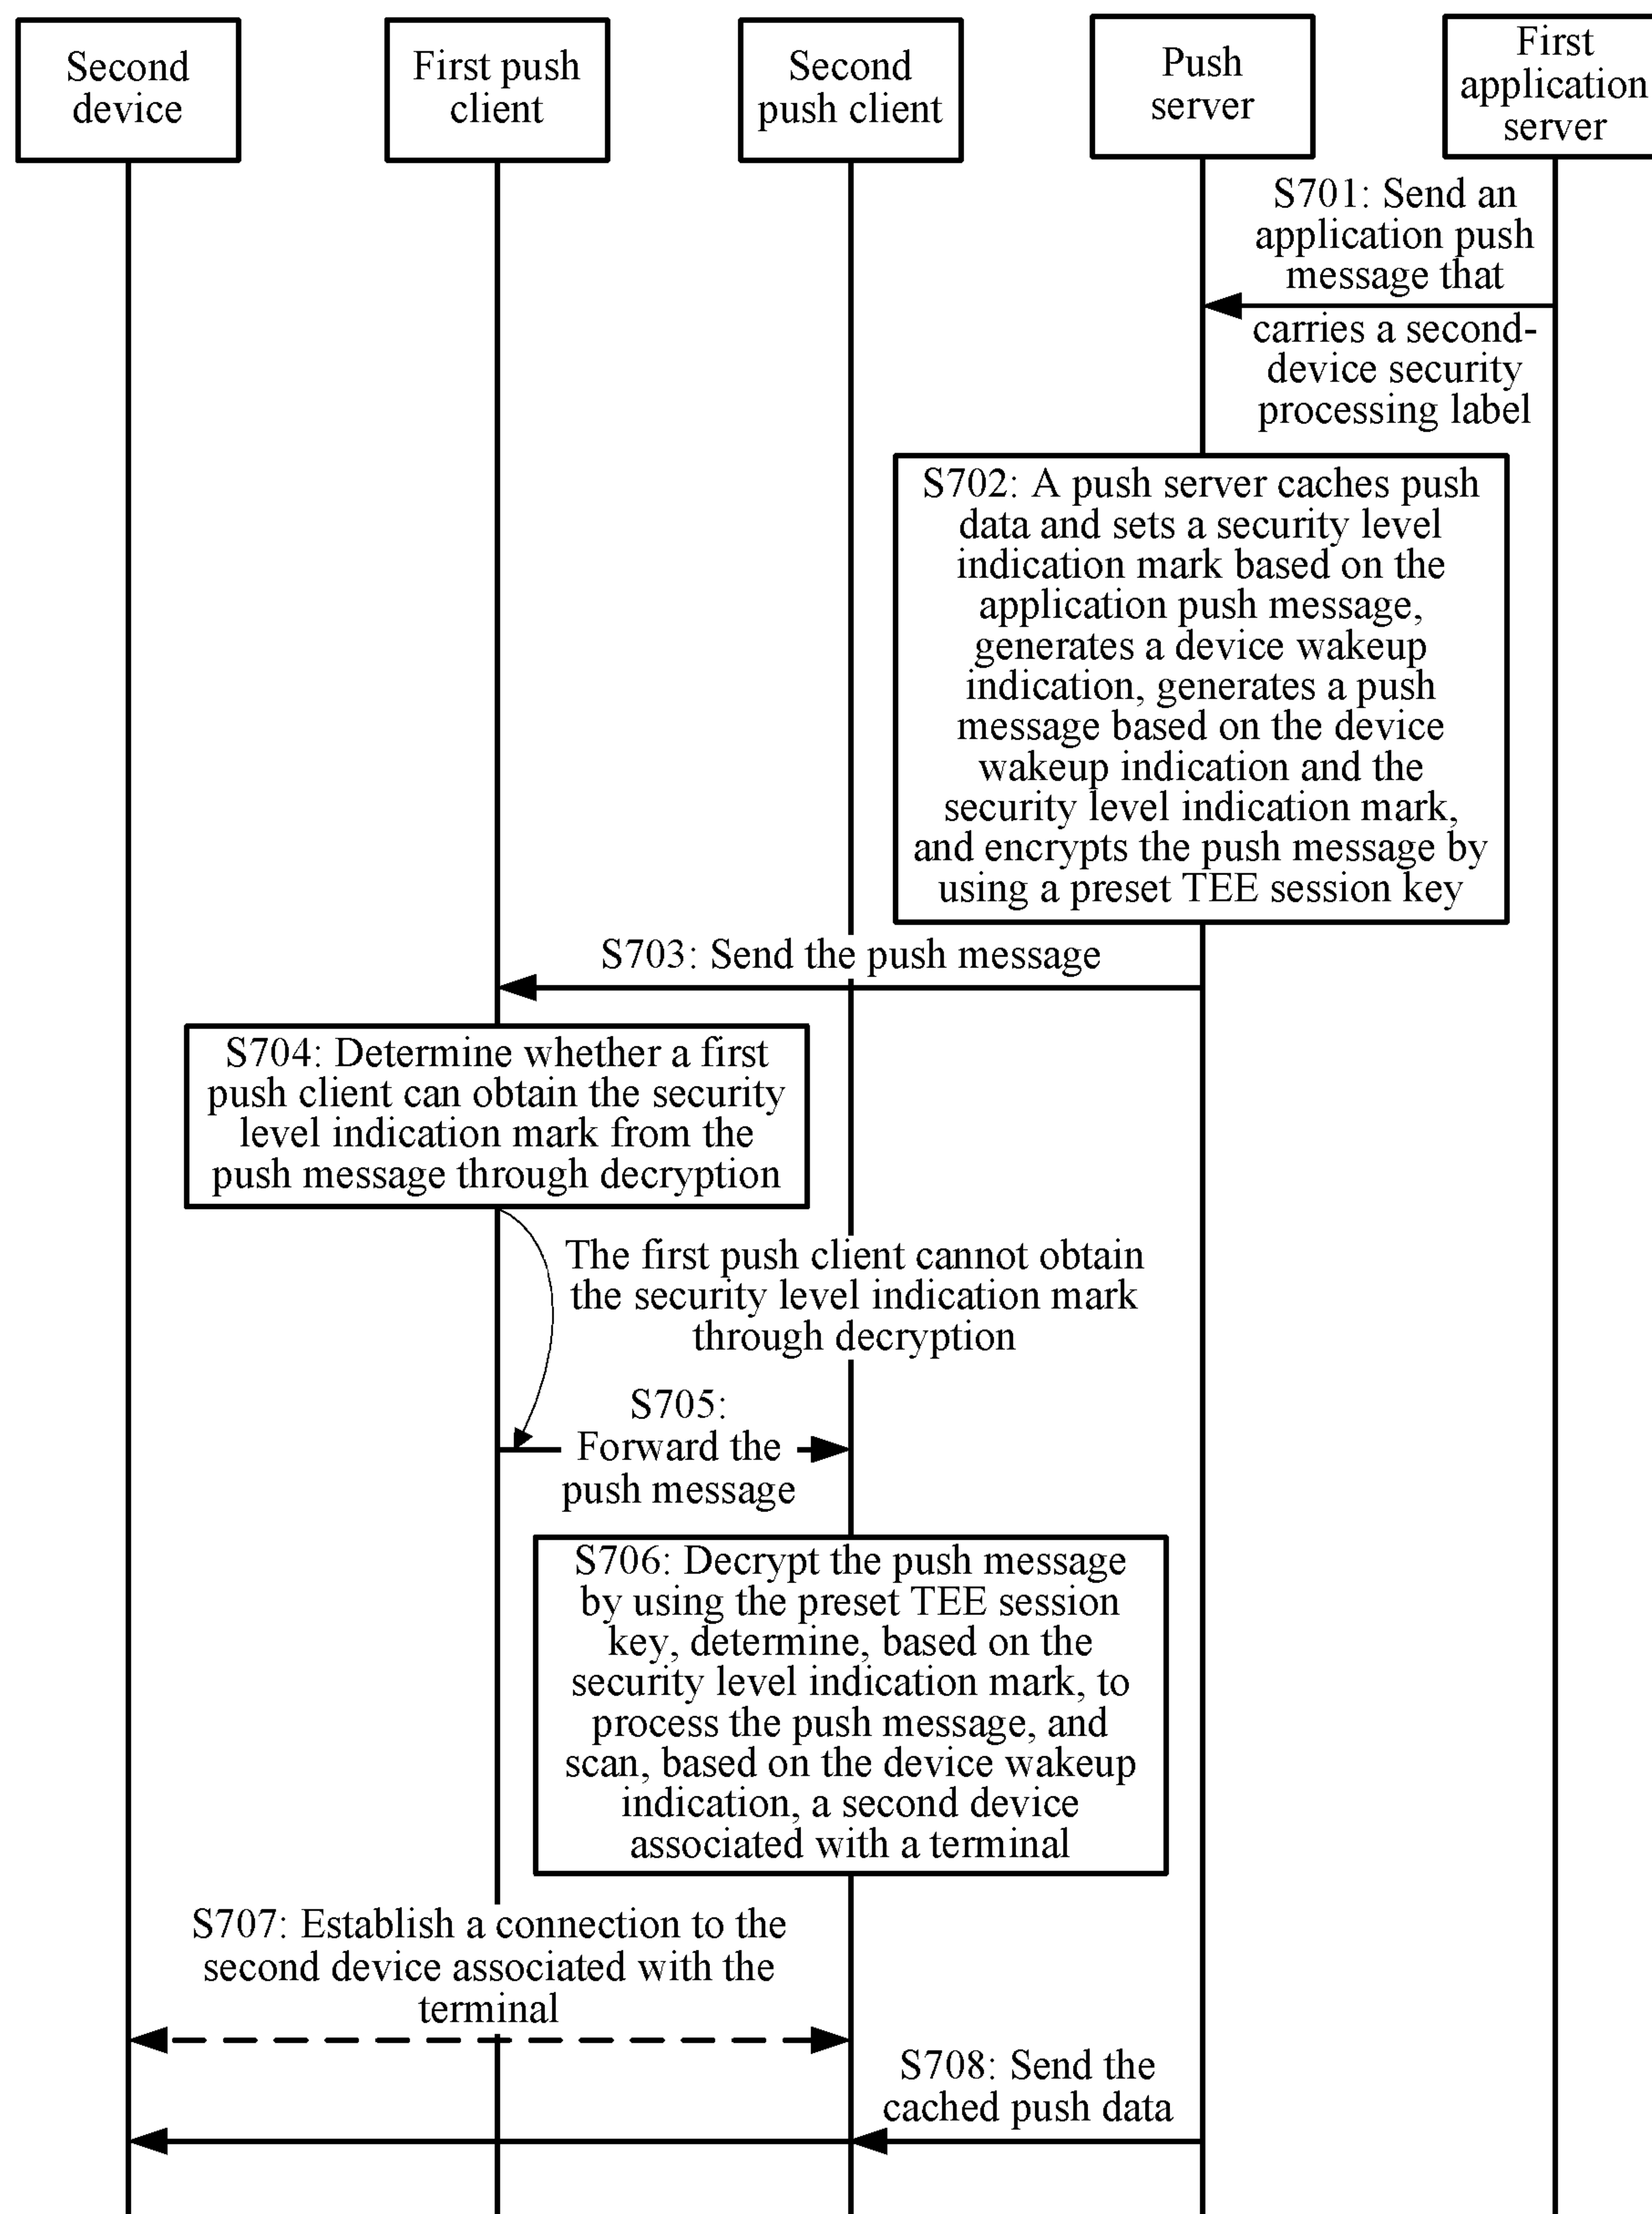 Second
device
First push
client
Second
push client
Push
server
First
application
server
S701: Send an
application push
message that
carries a second-
device security
processing label
S702: A push server caches push
data and sets a security level
indication mark based on the
application push message,
generates a device wakeup
indication, generates a push
message based on the device
wakeup indication and the
security level indication mark,
and encrypts the push message by
using a preset TEE session key
S703: Send the push message
S704: Determine whether a first
push client can obtain the security
level indication mark from the
push message through decryption
The first push client cannot obtain
the security level indication mark
through decryption
S705:
Forward the
push message
S706: Decrypt the push message
by using the preset TEE session
key, determine, based on the
security level indication mark, to
process the push message, and
scan, based on the device wakeup
indication, a second device
associated with a terminal
S707: Establish a connection to the
second device associated with the
terminal
S708: Send the
cached push data